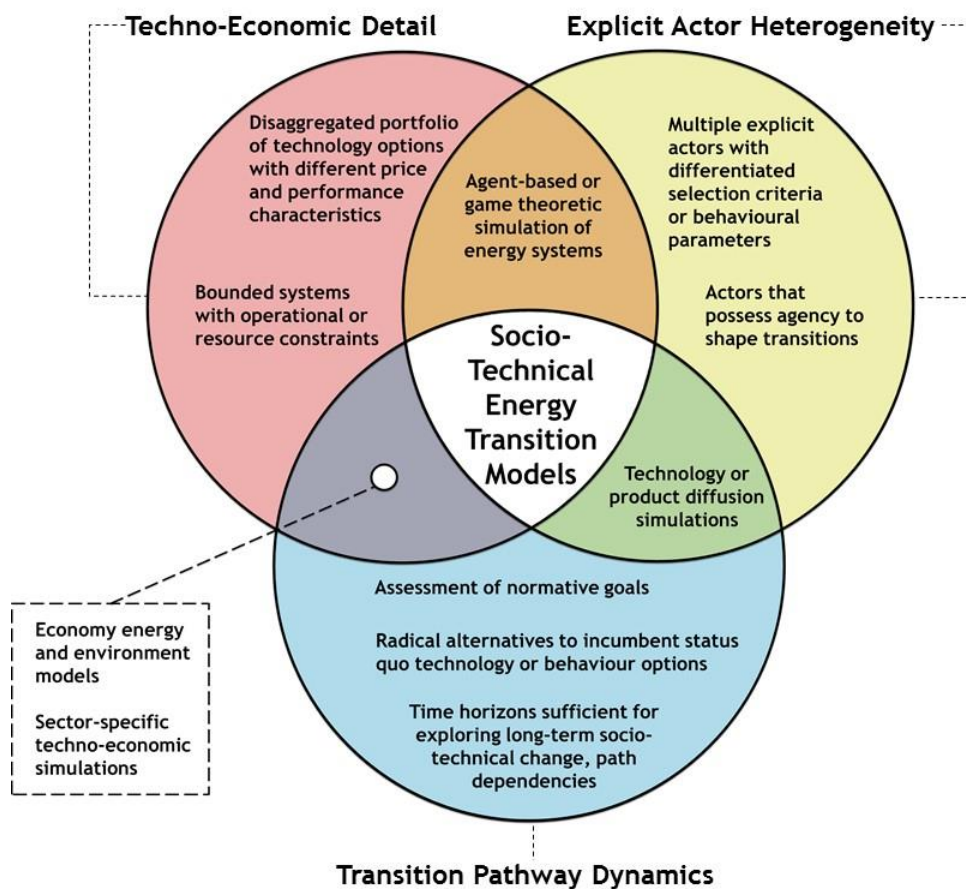 Techno-Economic Detail
Explicit Actor Heterogeneity
Disaggregated portfolio
of technology options
with different price
and performance
characteristics
Bounded systems
with operational or
resource constraints
Agent-based or
game theoretic
simulation of
energy systems
Multiple explicit
actors with
differentiated
selection criteria
or behavioural
parameters
Actors that
possess agency to
shape transitions
Socio-
Technical
Energy
Transition
Models
Technology or
product diffusion
simulations
Economy energy
and environment
models
Sector-specific
techno-economic
simulations
Assessment of normative goals
Radical alternatives to incumbent status
quo technology or behaviour options
Time horizons sufficient for
exploring long-term socio-
technical change, path
dependencies
Transition Pathway Dynamics